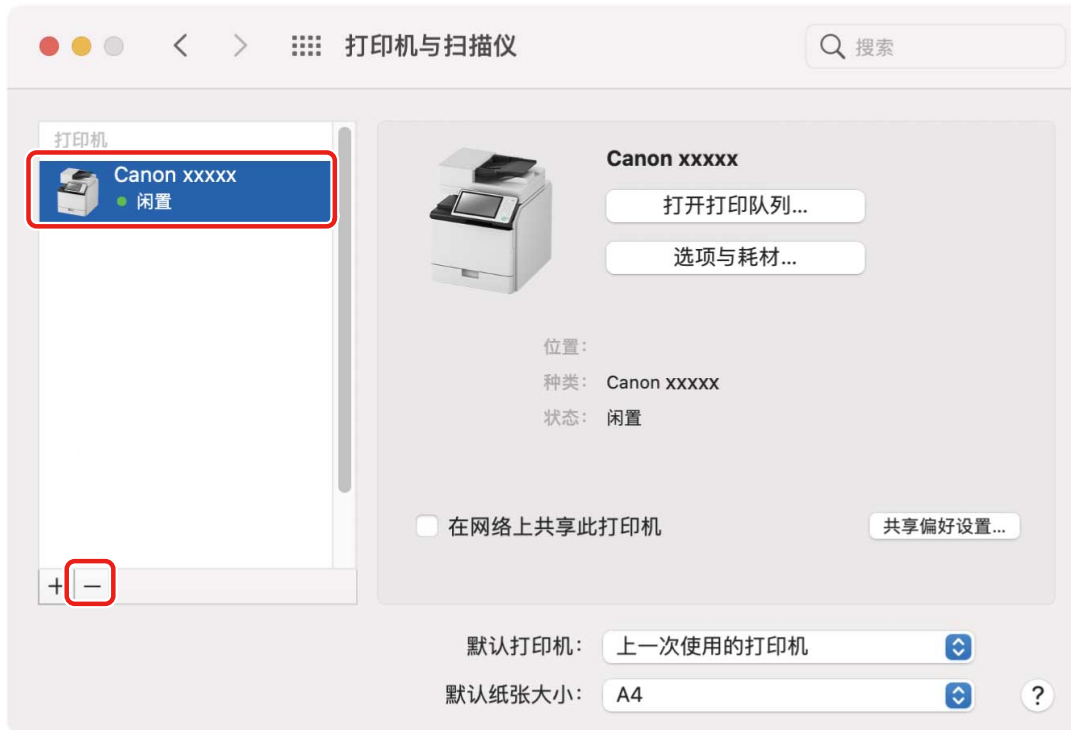 打印机与扫描仪
搜索
打印机
Canon xxxxx
闲置
Canon xxxxx
打开打印队列...
选项与耗材...
位置：
种类： Canon xxxxx
状态： 闲置
在网络上共享此打印机
共享偏好设置...
+ −
默认打印机： 上一次使用的打印机
默认纸张大小： A4
?